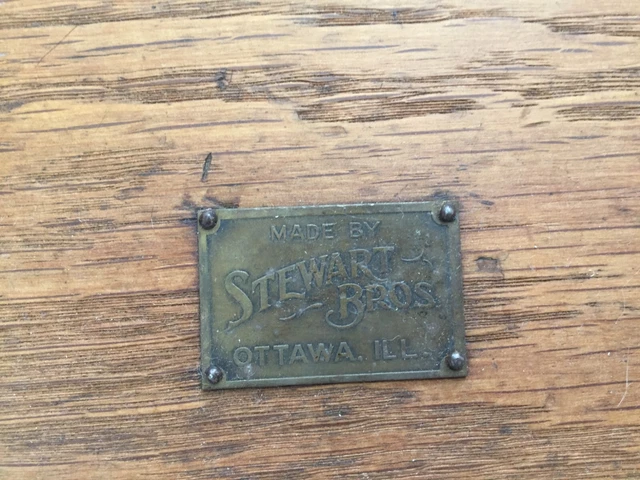 MADE BY
STEWART
BROS.
OTTAWA, ILL.